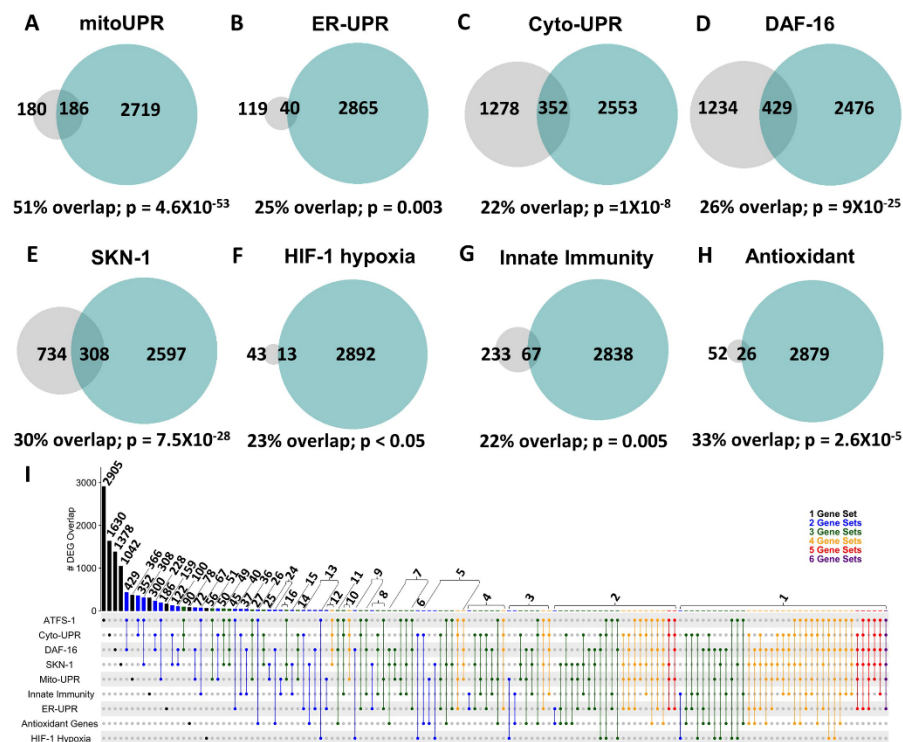 A mitoUPR
B ER-UPR
C Cyto-UPR
D DAF-16
180 186 2719
119 40 2865
1278 352 2553
1234 429 2476
51% overlap; p = 4.6X10⁻⁵³
25% overlap; p = 0.003
22% overlap; p =1X10⁻⁸
26% overlap; p = 9X10⁻²⁵
E SKN-1
F HIF-1 hypoxia
G Innate Immunity
H Antioxidant
734 308 2597
43 13 2892
233 67 2838
52 26 2879
30% overlap; p = 7.5X10⁻²⁸
23% overlap; p < 0.05
22% overlap; p = 0.005
33% overlap; p = 2.6X10⁻⁵
I
# DEG Overlap
3000
2000
1000
0
2905
1630
1378
1042
429
352
366
308
300
186
228
122
159
100
90
78
72
67
56
51
50
49
45
40
37
36
27
26
25
24
16
15
14
13
12
11
10
9
8
7
6
5
4
3
2
1
1 Gene Set
2 Gene Sets
3 Gene Sets
4 Gene Sets
5 Gene Sets
6 Gene Sets
ATFS-1
Cyto-UPR
DAF-16
SKN-1
Mito-UPR
Innate Immunity
ER-UPR
Antioxidant Genes
HIF-1 Hypoxia